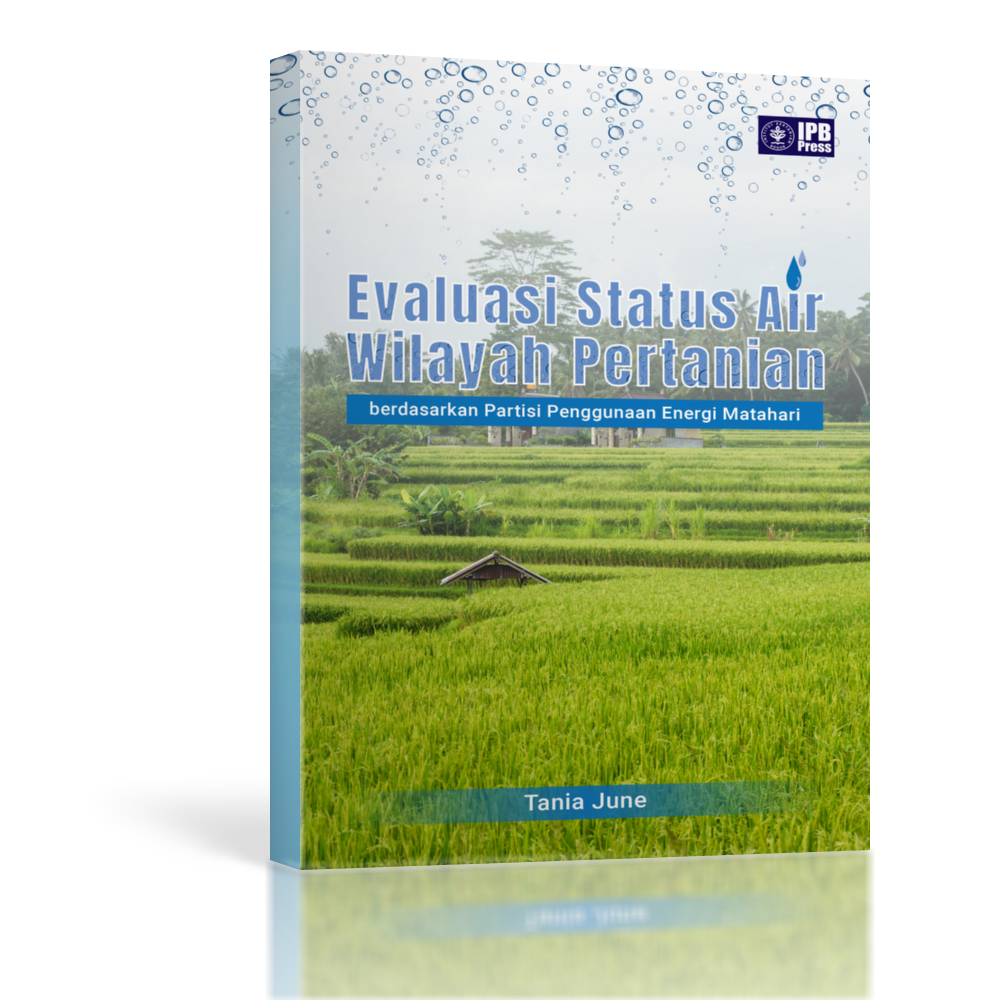 IPB
Press
Evaluasi Status Air
Wilayah Pertanian
berdasarkan Partisi Penggunaan Energi Matahari
Tania June